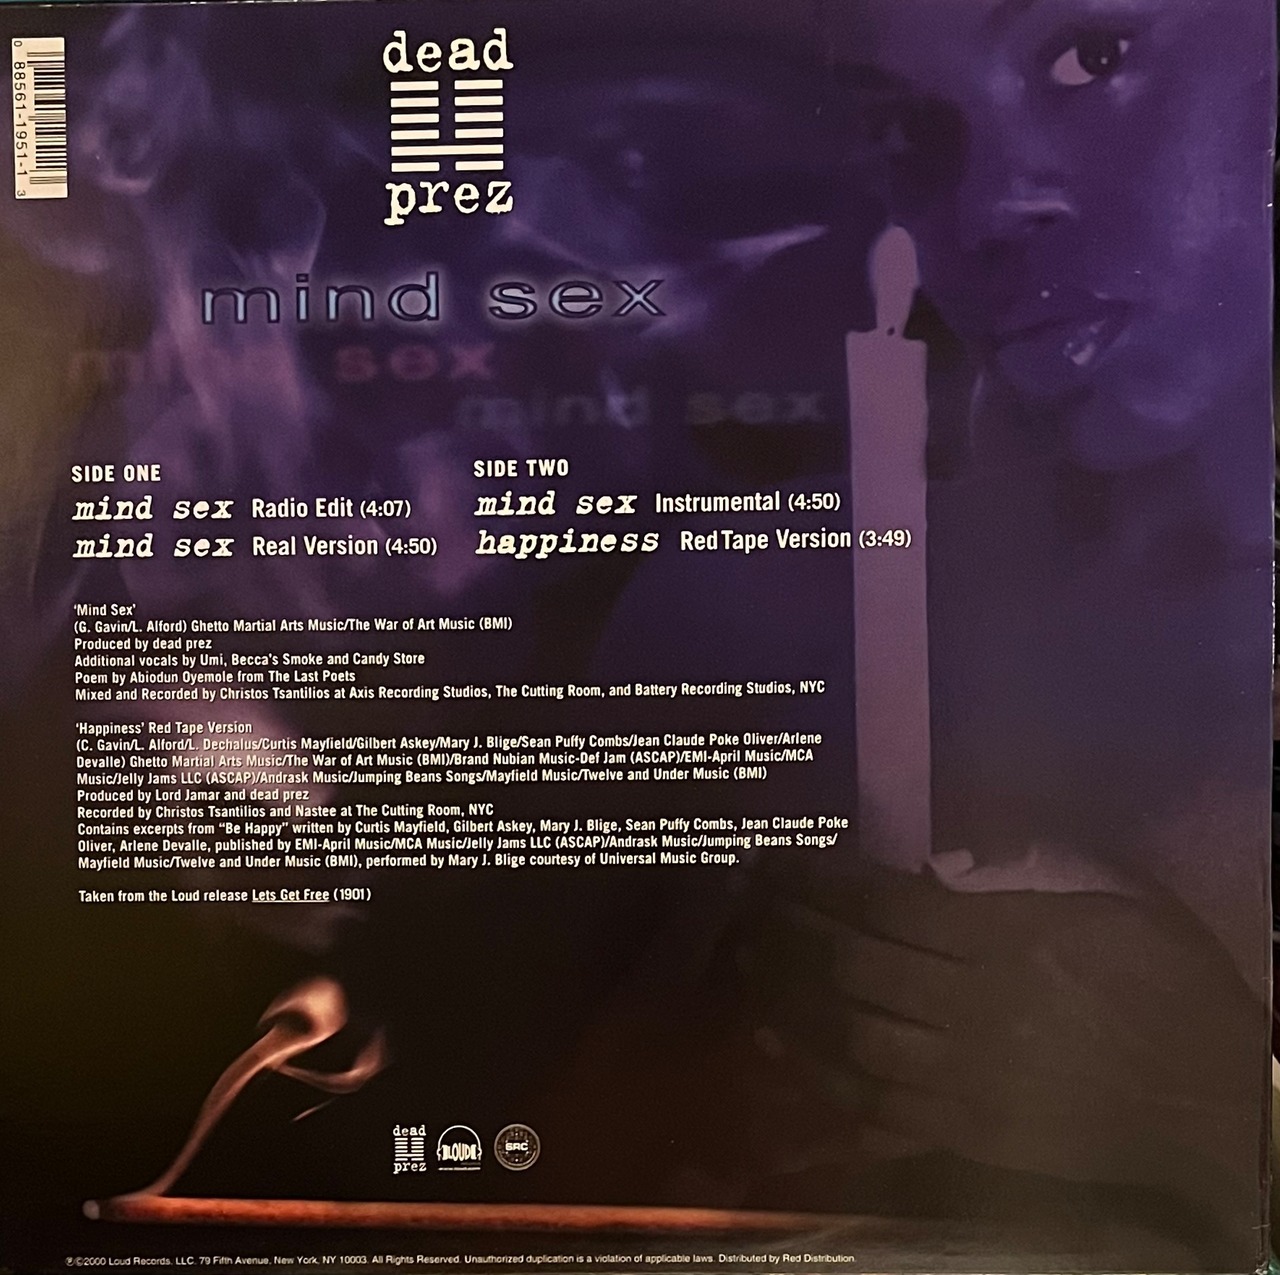 0 88561-1951-1 3
dead
prez
mind sex
mind sex
mind sex
SIDE ONE
mind sex Radio Edit (4:07)
mind sex Real Version (4:50)
SIDE TWO
mind sex Instrumental (4:50)
happiness Red Tape Version (3:49)
'Mind Sex'
(G. Gavin/L. Alford) Ghetto Martial Arts Music/The War of Art Music (BMI)
Produced by dead prez
Additional vocals by Umi, Becca's Smoke and Candy Store
Poem by Abiodun Oyemole from The Last Poets
Mixed and Recorded by Christos Tsantilios at Axis Recording Studios, The Cutting Room, and Battery Recording Studios, NYC
'Happiness' Red Tape Version
(C. Gavin/L. Alford/L. Dechalus/Curtis Mayfield/Gilbert Askey/Mary J. Blige/Sean Puffy Combs/Jean Claude Poke Oliver/Arlene
Devalle) Ghetto Martial Arts Music/The War of Art Music (BMI)/Brand Nubian Music-Def Jam (ASCAP)/EMI-April Music/MCA
Music/Jelly Jams LLC (ASCAP)/Andrask Music/Jumping Beans Songs/Mayfield Music/Twelve and Under Music (BMI)
Produced by Lord Jamar and dead prez
Recorded by Christos Tsantilios and Nastee at The Cutting Room, NYC
Contains excerpts from "Be Happy" written by Curtis Mayfield, Gilbert Askey, Mary J. Blige, Sean Puffy Combs, Jean Claude Poke
Oliver, Arlene Devalle, published by EMI-April Music/MCA Music/Jelly Jams LLC (ASCAP)/Andrask Music/Jumping Beans Songs/
Mayfield Music/Twelve and Under Music (BMI), performed by Mary J. Blige courtesy of Universal Music Group.
Taken from the Loud release Lets Get Free (1901)
dead
prez
LOUD
SRC
℗©2000 Loud Records, LLC. 79 Fifth Avenue, New York, NY 10003. All Rights Reserved. Unauthorized duplication is a violation of applicable laws. Distributed by Red Distribution.